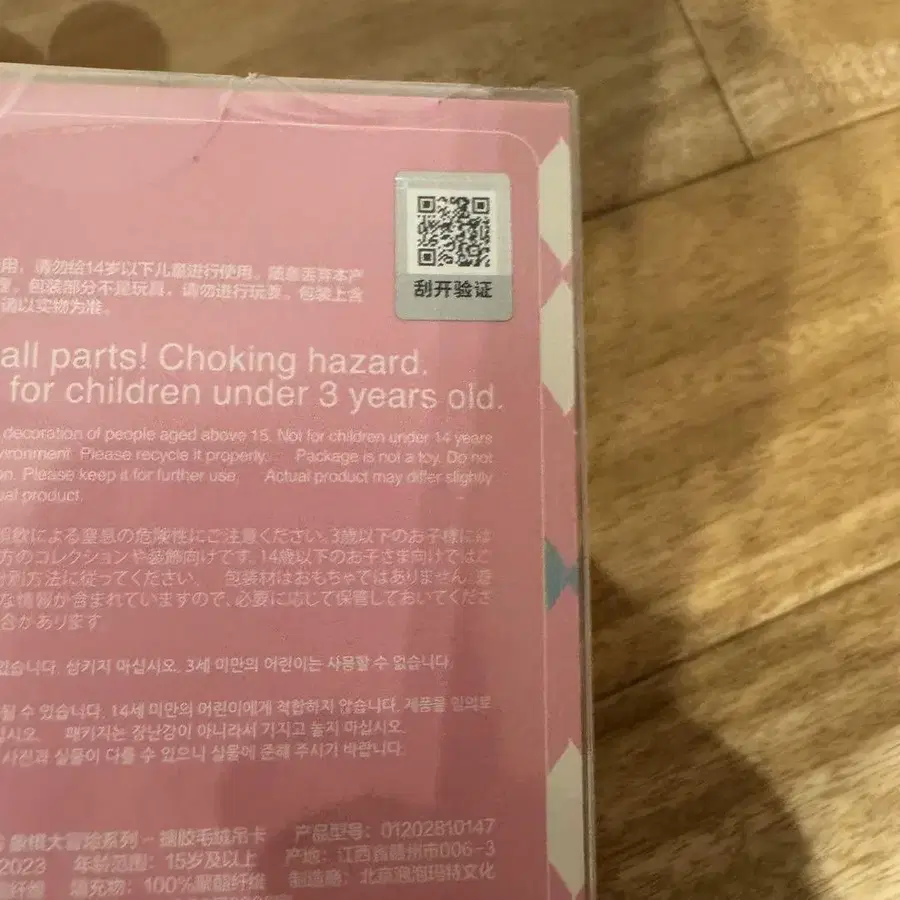 刮开验证
用，请勿给14岁以下儿童进行使用。随意丢弃本产
包装部分不是玩具，请勿进行玩耍。包装上含
请以实物为准。
all parts! Choking hazard.
for children under 3 years old.
decoration of people aged above 15. Not for children under 14 years
vironment Please recycle it properly. Package is not a toy. Do not
on. Please keep it for further use. Actual product may differ slightly
ual product.
飲による窒息の危険性にご注意ください。3歳以下のお子様には
方のコレクションや装飾向けです。14歳以下のお子さま向けではご
分別方法に従ってください。 包装材はおもちゃではありません。
な情報が含まれていますので、必要に応じて保管しておいてくださ
合があります
있습니다. 삼키지 마십시오. 3세 미만의 어린이는 사용할 수 없습니다.
될 수 있습니다. 14세 미만의 어린이에게 적합하지 않습니다. 제품을 임의로
십시오. 패키지는 장난감이 아니라서 가지고 놀지 마십시오.
사진과 실물이 다를 수 있으니 실물에 준해 주시기 바랍니다.
大冒险系列 - 搪胶毛绒吊卡 产品型号：01202810147
2023 年龄范围：15岁及以上 产地：江西省赣州市006-3
纤维 填充物：100%聚酯纤维 制造商：北京泡泡玛特文化